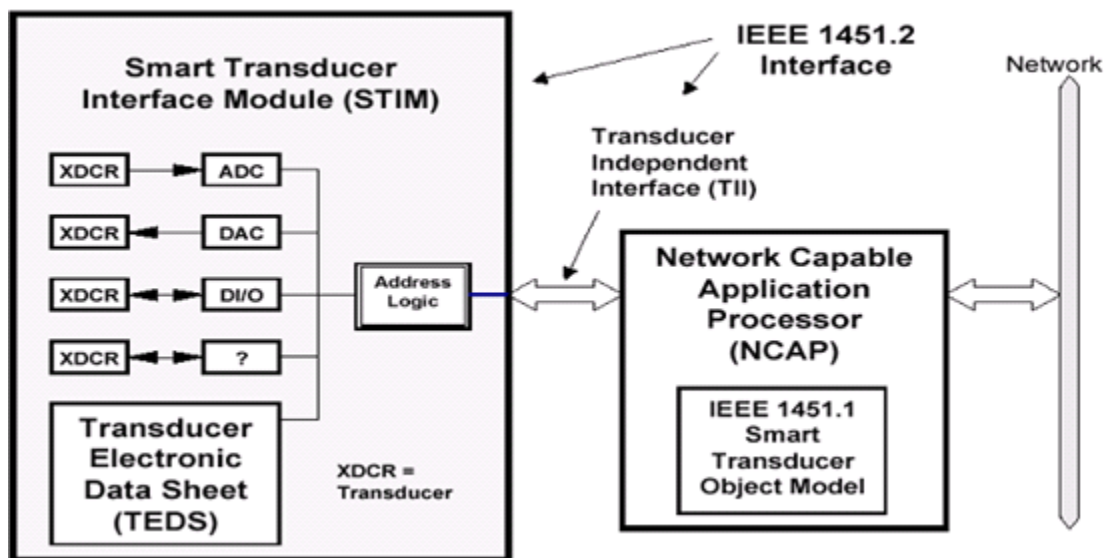 Smart Transducer
Interface Module (STIM)
XDCR
ADC
XDCR
DAC
XDCR
DI/O
XDCR
?
Transducer
Electronic
Data Sheet
(TEDS)
XDCR =
Transducer
Address
Logic
IEEE 1451.2
Interface
Transducer
Independent
Interface (TII)
Network Capable
Application
Processor
(NCAP)
IEEE 1451.1
Smart
Transducer
Object Model
Network